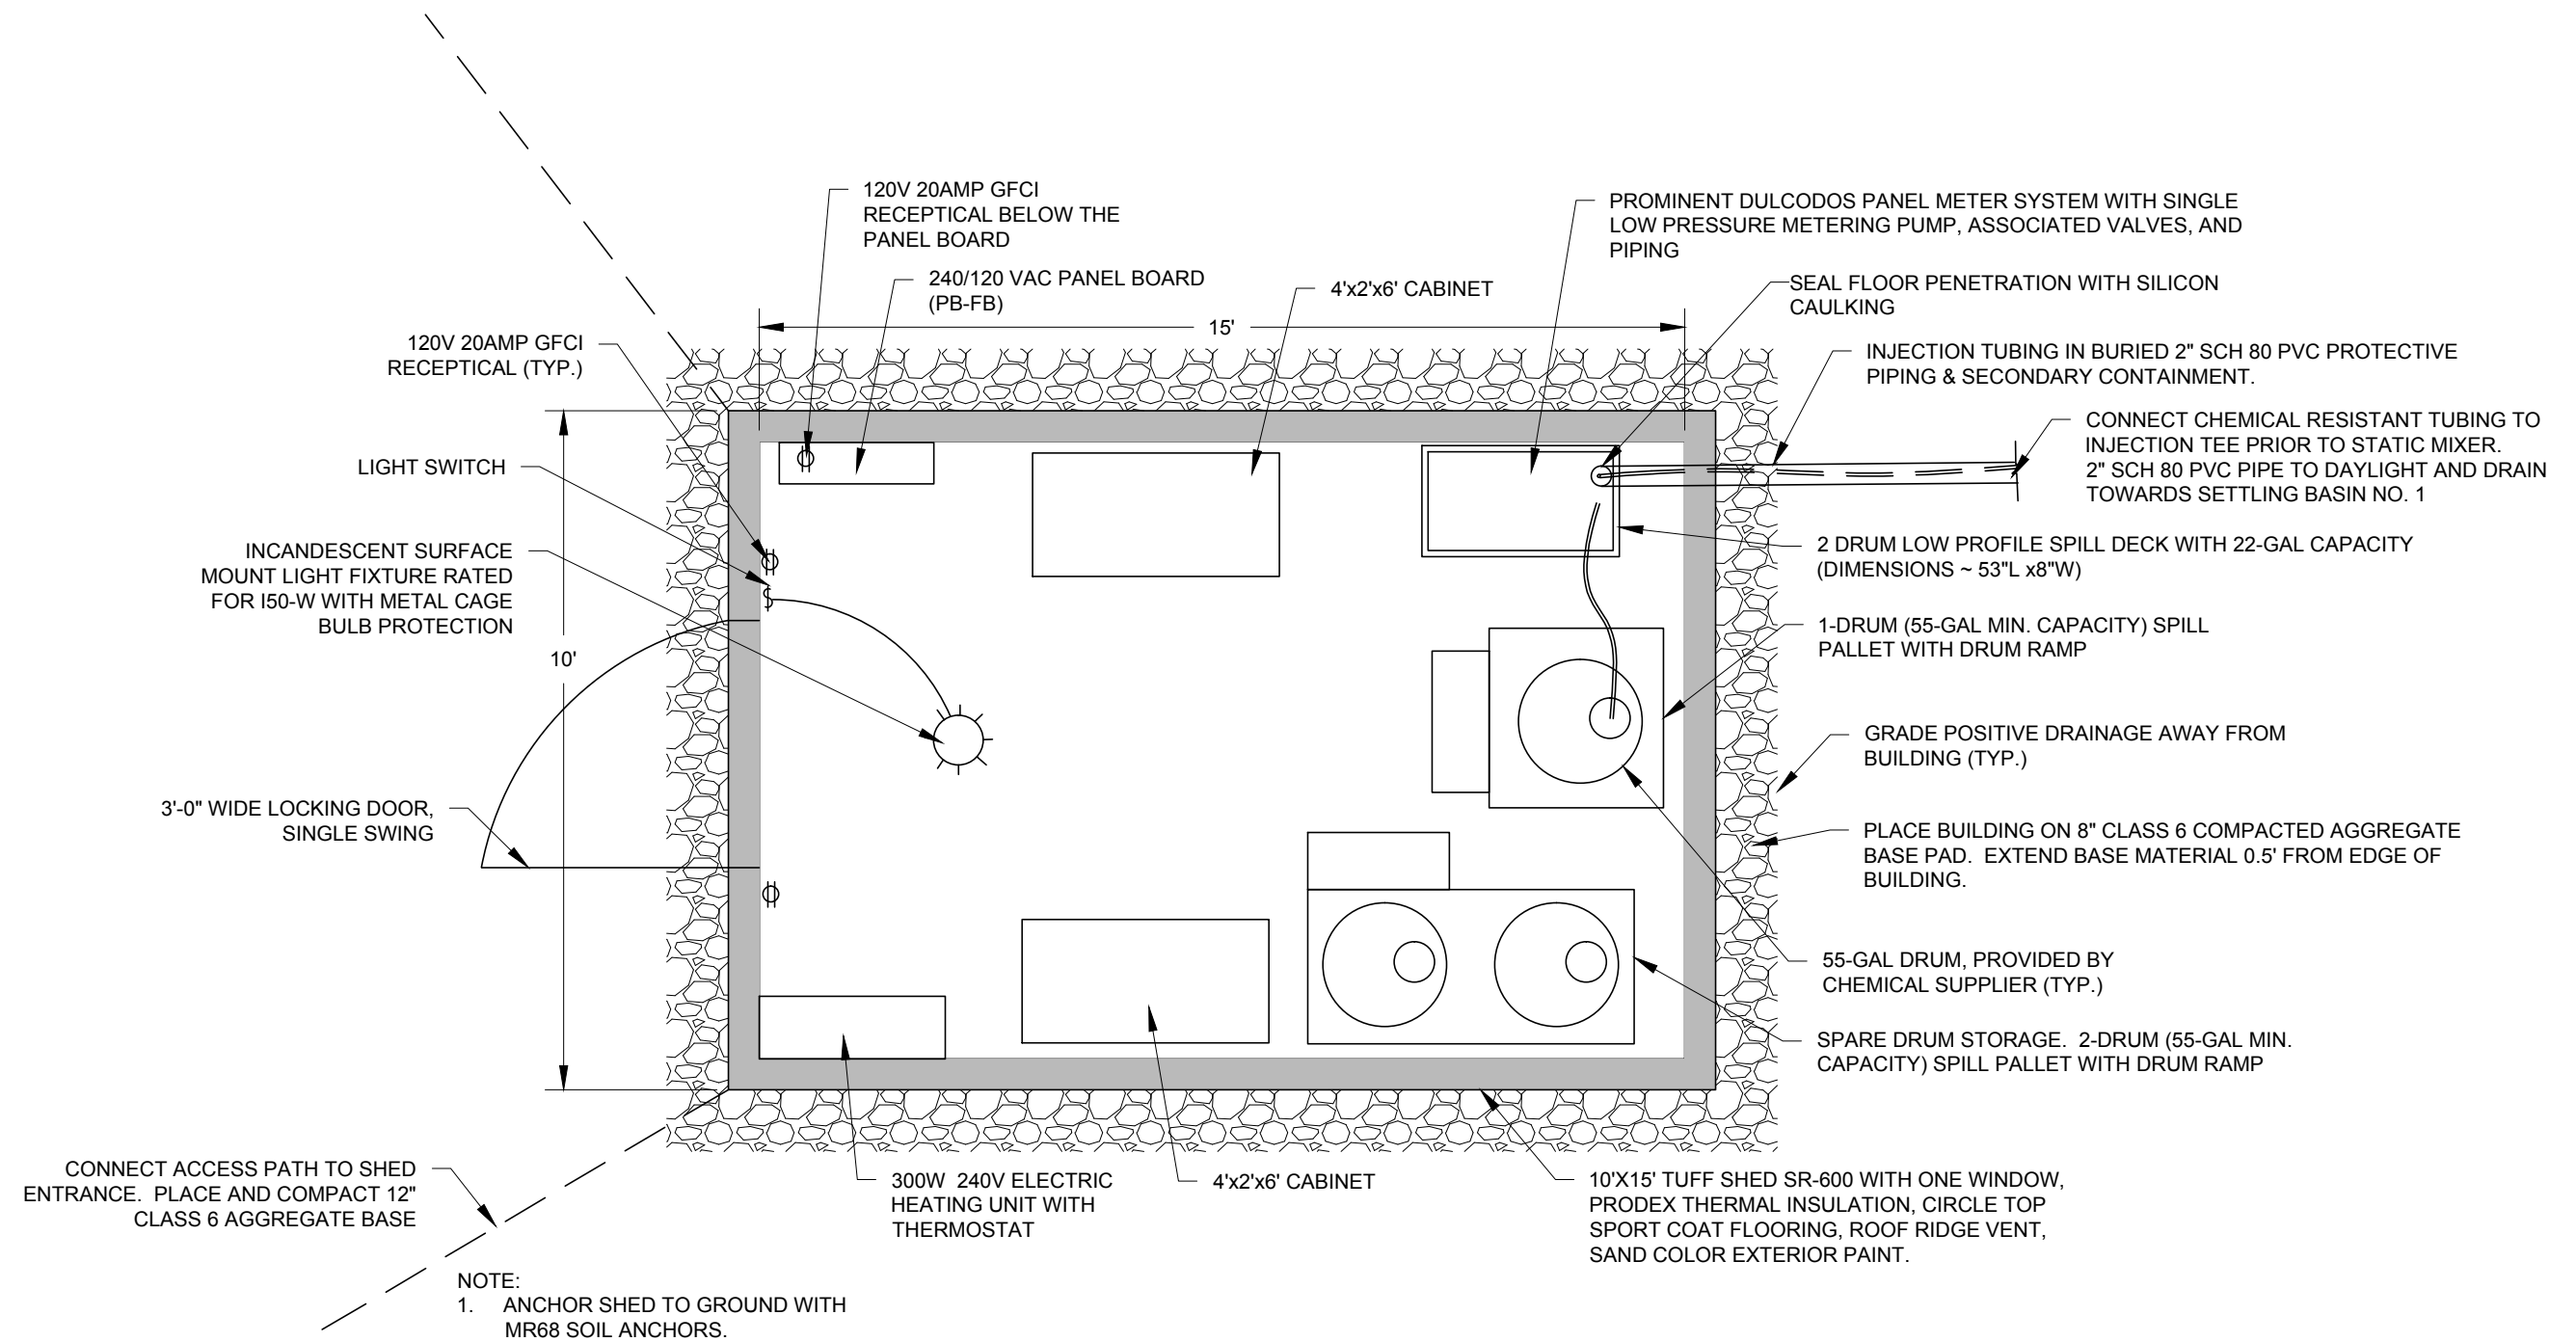 120V 20AMP GFCI
RECEPTICAL BELOW THE
PANEL BOARD
240/120 VAC PANEL BOARD
(PB-FB)
4'x2'x6' CABINET
15'
PROMINENT DULCODOS PANEL METER SYSTEM WITH SINGLE
LOW PRESSURE METERING PUMP, ASSOCIATED VALVES, AND
PIPING
SEAL FLOOR PENETRATION WITH SILICON
CAULKING
INJECTION TUBING IN BURIED 2" SCH 80 PVC PROTECTIVE
PIPING & SECONDARY CONTAINMENT.
CONNECT CHEMICAL RESISTANT TUBING TO
INJECTION TEE PRIOR TO STATIC MIXER.
2" SCH 80 PVC PIPE TO DAYLIGHT AND DRAIN
TOWARDS SETTLING BASIN NO. 1
120V 20AMP GFCI
RECEPTICAL (TYP.)
LIGHT SWITCH
INCANDESCENT SURFACE
MOUNT LIGHT FIXTURE RATED
FOR I50-W WITH METAL CAGE
BULB PROTECTION
10'
3'-0" WIDE LOCKING DOOR,
SINGLE SWING
2 DRUM LOW PROFILE SPILL DECK WITH 22-GAL CAPACITY
(DIMENSIONS ~ 53"L x8"W)
1-DRUM (55-GAL MIN. CAPACITY) SPILL
PALLET WITH DRUM RAMP
GRADE POSITIVE DRAINAGE AWAY FROM
BUILDING (TYP.)
PLACE BUILDING ON 8" CLASS 6 COMPACTED AGGREGATE
BASE PAD. EXTEND BASE MATERIAL 0.5' FROM EDGE OF
BUILDING.
55-GAL DRUM, PROVIDED BY
CHEMICAL SUPPLIER (TYP.)
SPARE DRUM STORAGE. 2-DRUM (55-GAL MIN.
CAPACITY) SPILL PALLET WITH DRUM RAMP
CONNECT ACCESS PATH TO SHED
ENTRANCE. PLACE AND COMPACT 12"
CLASS 6 AGGREGATE BASE
300W 240V ELECTRIC
HEATING UNIT WITH
THERMOSTAT
4'x2'x6' CABINET
10'X15' TUFF SHED SR-600 WITH ONE WINDOW,
PRODEX THERMAL INSULATION, CIRCLE TOP
SPORT COAT FLOORING, ROOF RIDGE VENT,
SAND COLOR EXTERIOR PAINT.
NOTE:
1. ANCHOR SHED TO GROUND WITH
MR68 SOIL ANCHORS.